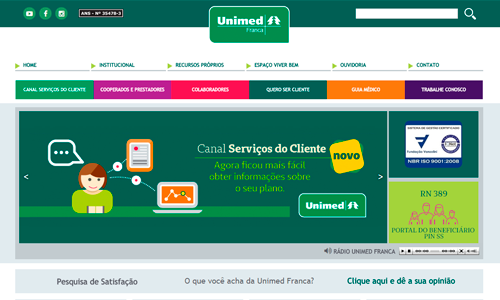 ANS - Nº 35478-3
Unimed
Franca
HOME
INSTITUCIONAL
RECURSOS PRÓPRIOS
ESPAÇO VIVER BEM
OUVIDORIA
CONTATO
CANAL SERVIÇOS DO CLIENTE
COOPERADOS E PRESTADORES
COLABORADORES
QUERO SER CLIENTE
GUIA MÉDICO
TRABALHE CONOSCO
Canal Serviços do Cliente
novo
Agora ficou mais fácil
obter informações sobre
o seu plano.
Unimed
<
>
SISTEMA DE GESTÃO CERTIFICADO
Fundação Vanzolini
NBR ISO 9001:2008
RN 389
PORTAL DO BENEFICIÁRIO
PIN SS
RÁDIO UNIMED FRANCA
Pesquisa de Satisfação
O que você acha da Unimed Franca?
Clique aqui e dê a sua opinião